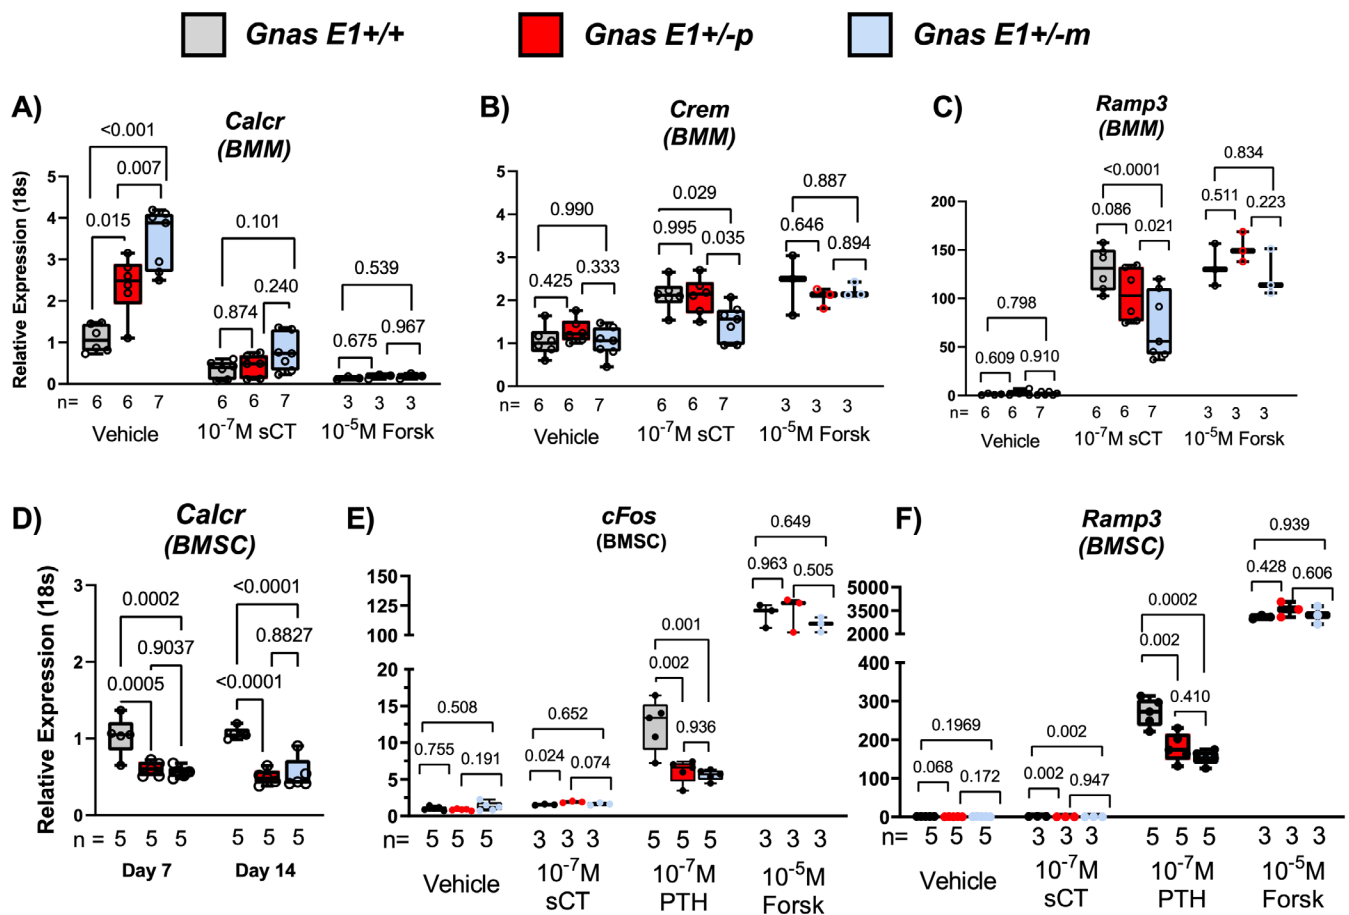 Gnas E1+/+ Gnas E1+/-p Gnas E1+/-m
A) Calcr
(BMM)
<0.001
0.007
0.015
0.101
0.874
0.240
0.539
0.675
0.967
Relative Expression (18s)
5
4
3
2
1
0
n= 6 6 7 6 6 7 3 3 3
Vehicle 10⁻⁷M sCT 10⁻⁵M Forsk
B) Crem
(BMM)
0.990
0.425
0.333
0.029
0.995
0.035
0.887
0.646
0.894
5
4
3
2
1
0
n= 6 6 7 6 6 7 3 3 3
Vehicle 10⁻⁷M sCT 10⁻⁵M Forsk
C) Ramp3
(BMM)
0.798
0.609
0.910
<0.0001
0.086
0.021
0.834
0.511
0.223
200
150
100
50
0
n= 6 6 7 6 6 7 3 3 3
Vehicle 10⁻⁷M sCT 10⁻⁵M Forsk
D) Calcr
(BMSC)
0.0002
0.9037
0.0005
<0.0001
0.8827
<0.0001
Relative Expression (18s)
3
2
1
0
n = 5 5 5 5 5 5
Day 7 Day 14
E) cFos
(BMSC)
0.508
0.755
0.191
0.652
0.024
0.074
0.001
0.002
0.936
0.649
0.963
0.505
150
125
100
20
15
10
5
0
n= 5 5 5 3 3 3 5 5 5 3 3 3
Vehicle 10⁻⁷M
sCT 10⁻⁷M
PTH 10⁻⁵M
Forsk
F) Ramp3
(BMSC)
0.1969
0.068
0.172
0.002
0.002
0.947
0.0002
0.002
0.410
0.939
0.428
0.606
5000
3500
2000
400
300
200
100
0
n= 5 5 5 3 3 3 5 5 5 3 3 3
Vehicle 10⁻⁷M
sCT 10⁻⁷M
PTH 10⁻⁵M
Forsk